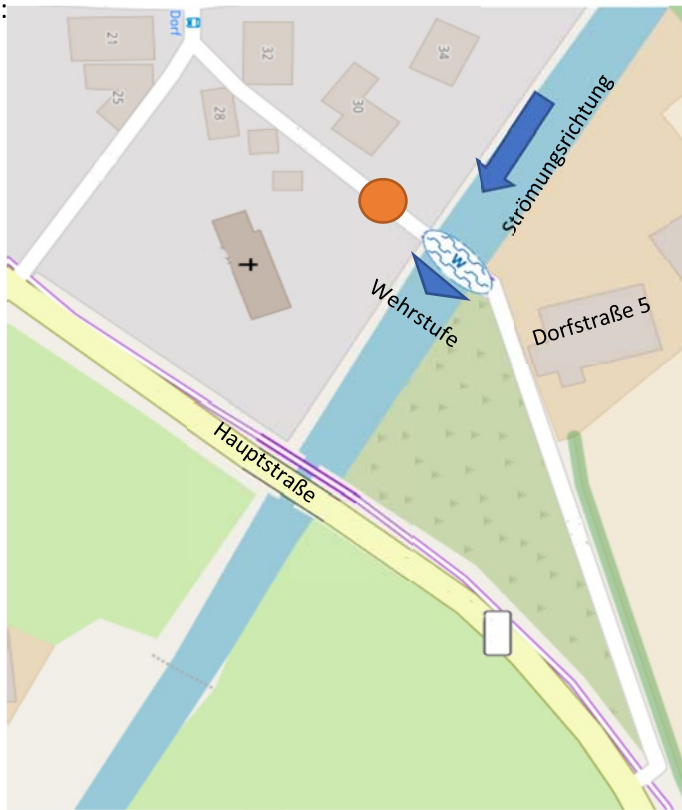 :
Dorf
21
32
34
25
28
30
Strömungsrichtung
W
Wehrstufe
Dorfstraße 5
Hauptstraße